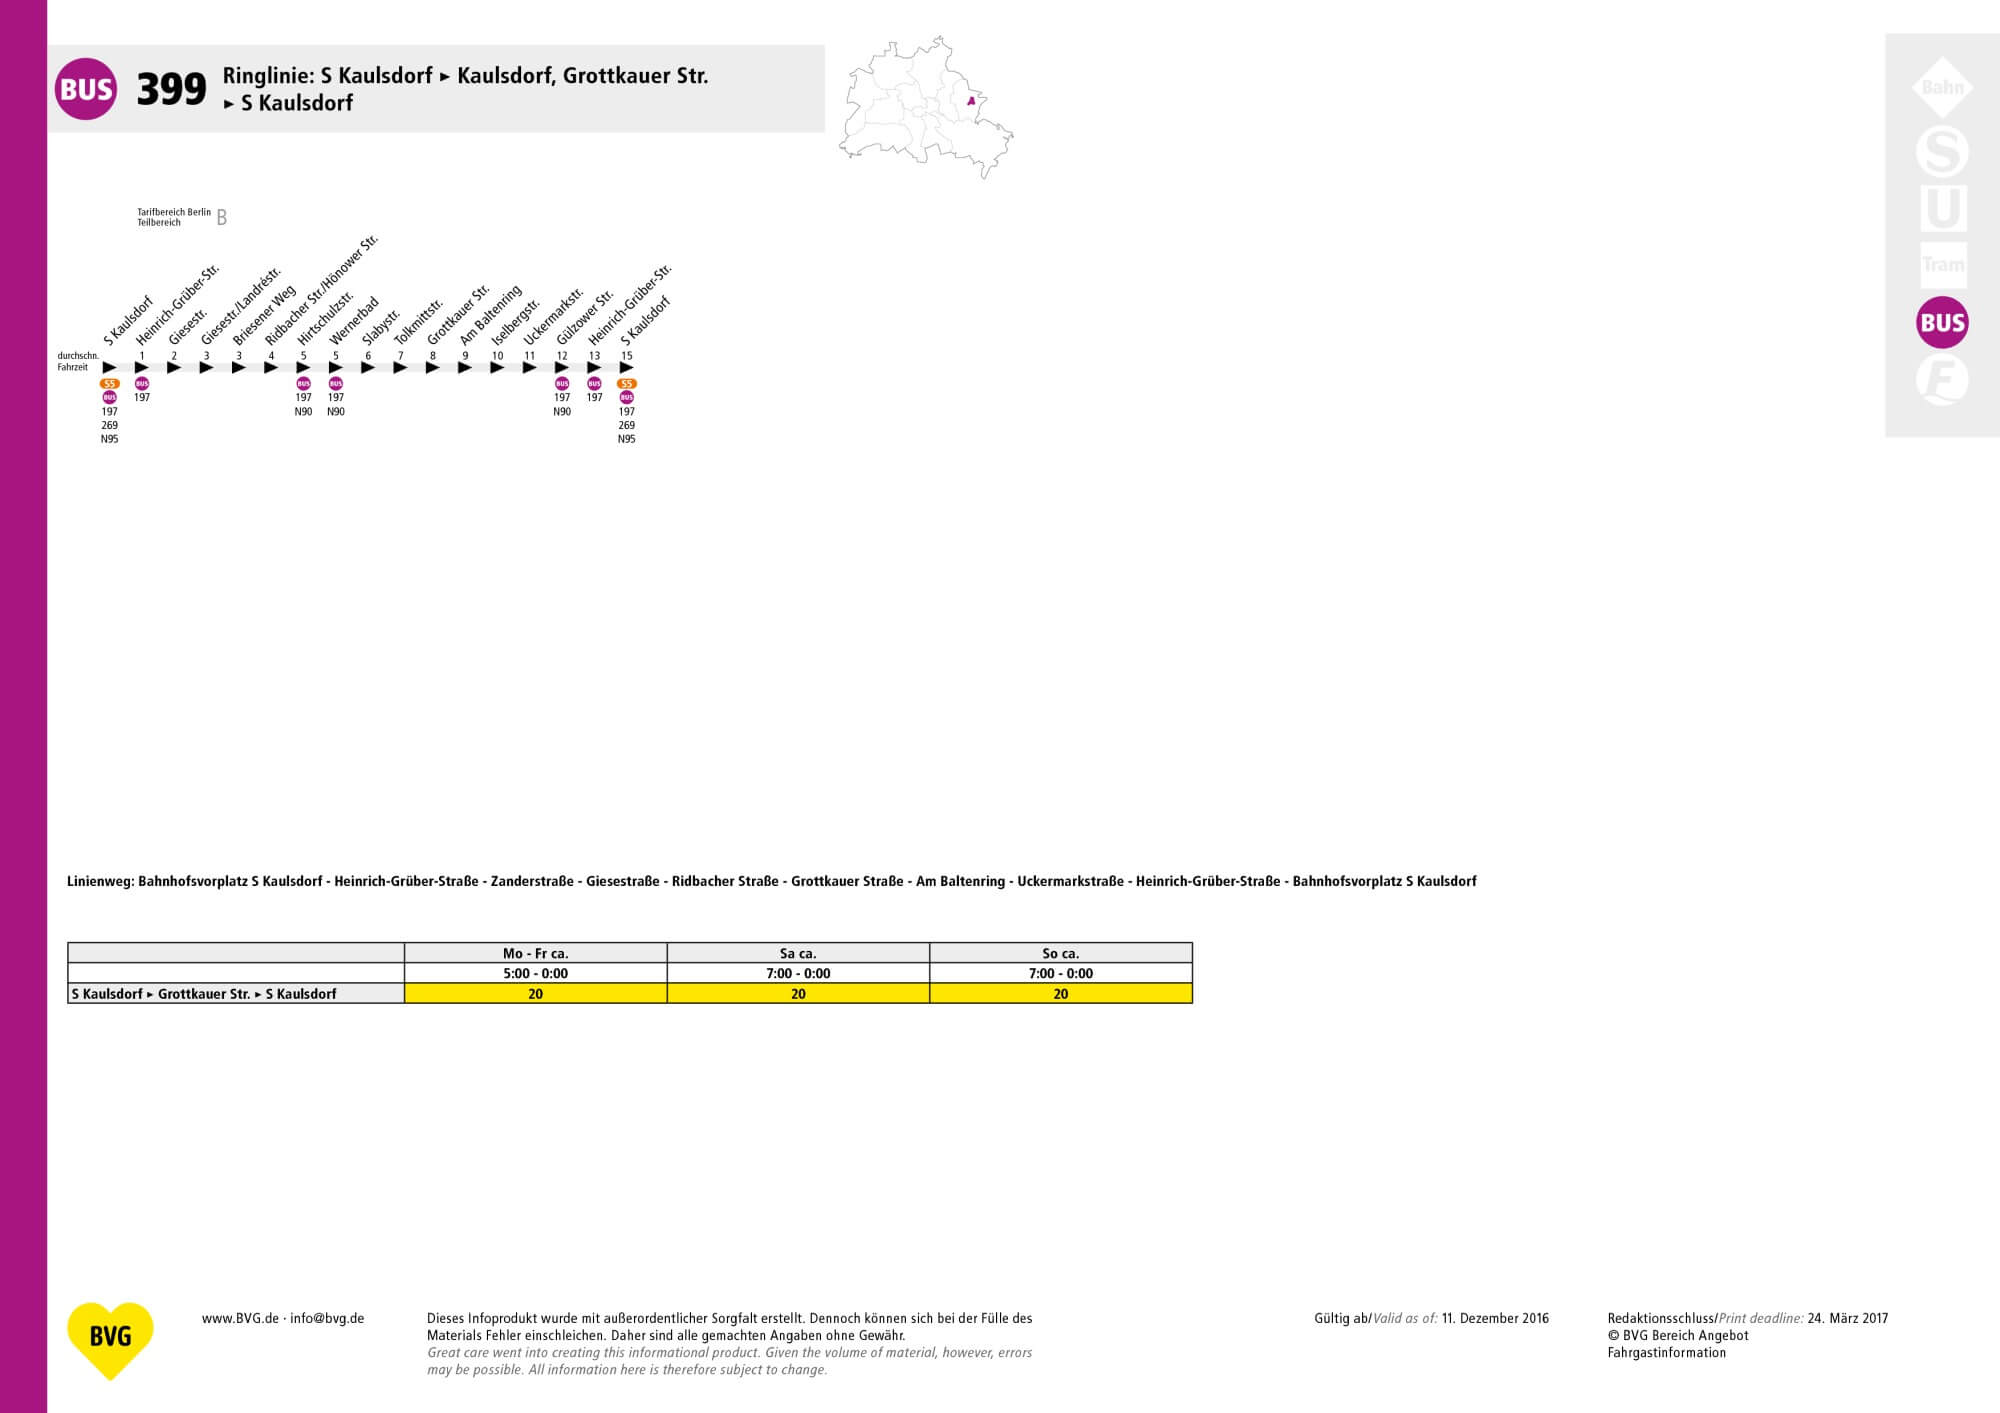 BUS
399
Ringlinie: S Kaulsdorf ▸ Kaulsdorf, Grottkauer Str.
▸ S Kaulsdorf
Bahn
S
U
Tram
BUS
F
Tarifbereich Berlin
Teilbereich
B
S Kaulsdorf
Heinrich-Grüber-Str.
Giesestr.
Giesestr./Landréstr.
Briesener Weg
Ridbacher Str./Hönower Str.
Hirtschulzstr.
Wernerbad
Slabystr.
Tolkmittstr.
Grottkauer Str.
Am Baltenring
Iselbergstr.
Uckermarkstr.
Gülzower Str.
Heinrich-Grüber-Str.
S Kaulsdorf
durchschn. 1 2 3 3 4 5 5 6 7 8 9 10 11 12 13 15
Fahrzeit
S5 BUS BUS BUS BUS BUS S5
BUS 197 197 197 197 197 BUS
197 N90 N90 N90 197
269 269
N95 N95
Linienweg: Bahnhofsvorplatz S Kaulsdorf - Heinrich-Grüber-Straße - Zanderstraße - Giesestraße - Ridbacher Straße - Grottkauer Straße - Am Baltenring - Uckermarkstraße - Heinrich-Grüber-Straße - Bahnhofsvorplatz S Kaulsdorf
Mo - Fr ca. Sa ca. So ca.
5:00 - 0:00 7:00 - 0:00 7:00 - 0:00
S Kaulsdorf ▸ Grottkauer Str. ▸ S Kaulsdorf 20 20 20
BVG
www.BVG.de · info@bvg.de
Dieses Infoprodukt wurde mit außerordentlicher Sorgfalt erstellt. Dennoch können sich bei der Fülle des
Materials Fehler einschleichen. Daher sind alle gemachten Angaben ohne Gewähr.
Great care went into creating this informational product. Given the volume of material, however, errors
may be possible. All information here is therefore subject to change.
Gültig ab/Valid as of: 11. Dezember 2016
Redaktionsschluss/Print deadline: 24. März 2017
© BVG Bereich Angebot
Fahrgastinformation